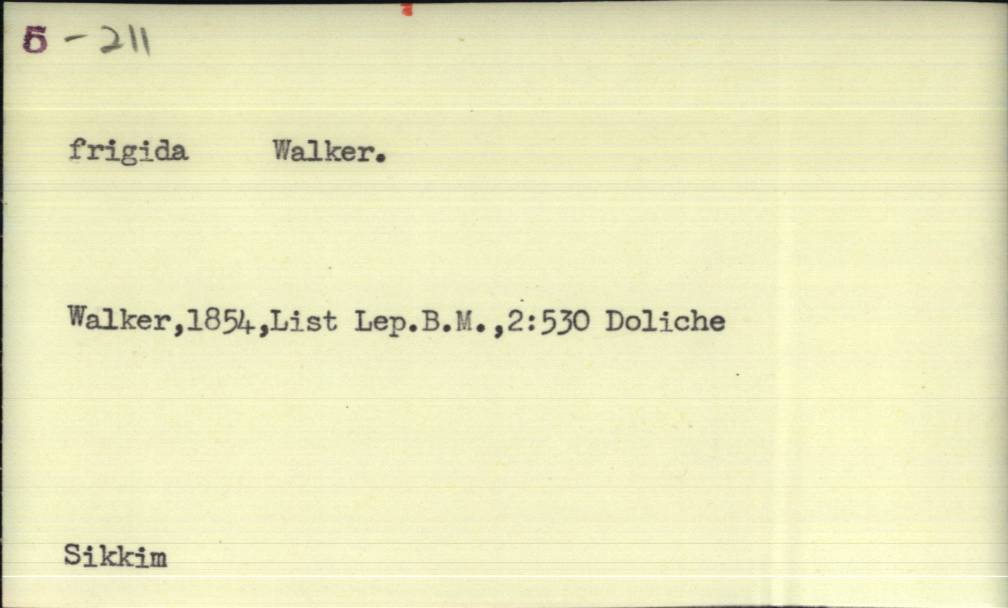 5-211
frigida Walker.
Walker,1854,List Lep.B.M.,2:530 Doliche
Sikkim